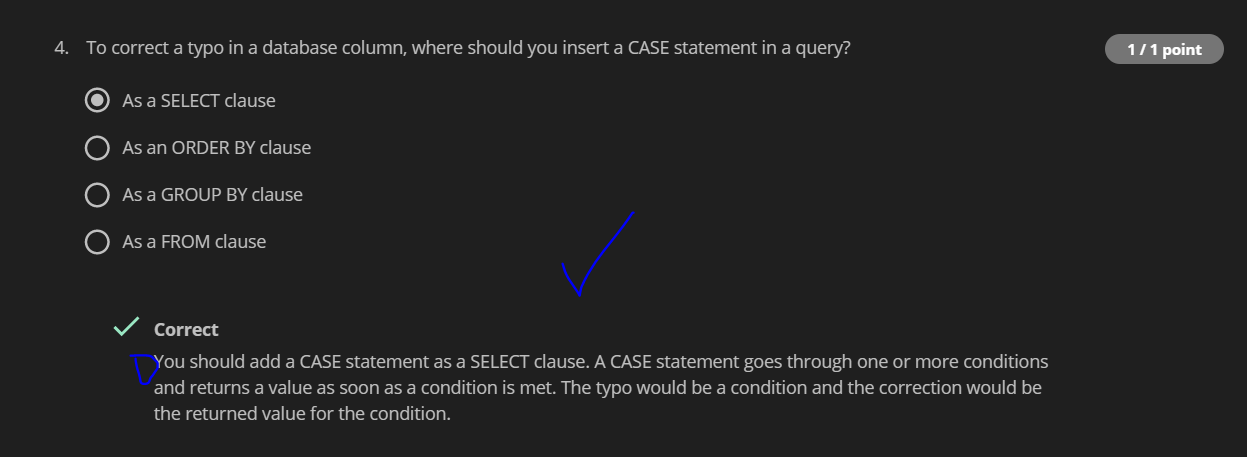 4. To correct a typo in a database column, where should you insert a CASE statement in a query?
1 / 1 point
As a SELECT clause
As an ORDER BY clause
As a GROUP BY clause
As a FROM clause
Correct
You should add a CASE statement as a SELECT clause. A CASE statement goes through one or more conditions
and returns a value as soon as a condition is met. The typo would be a condition and the correction would be
the returned value for the condition.